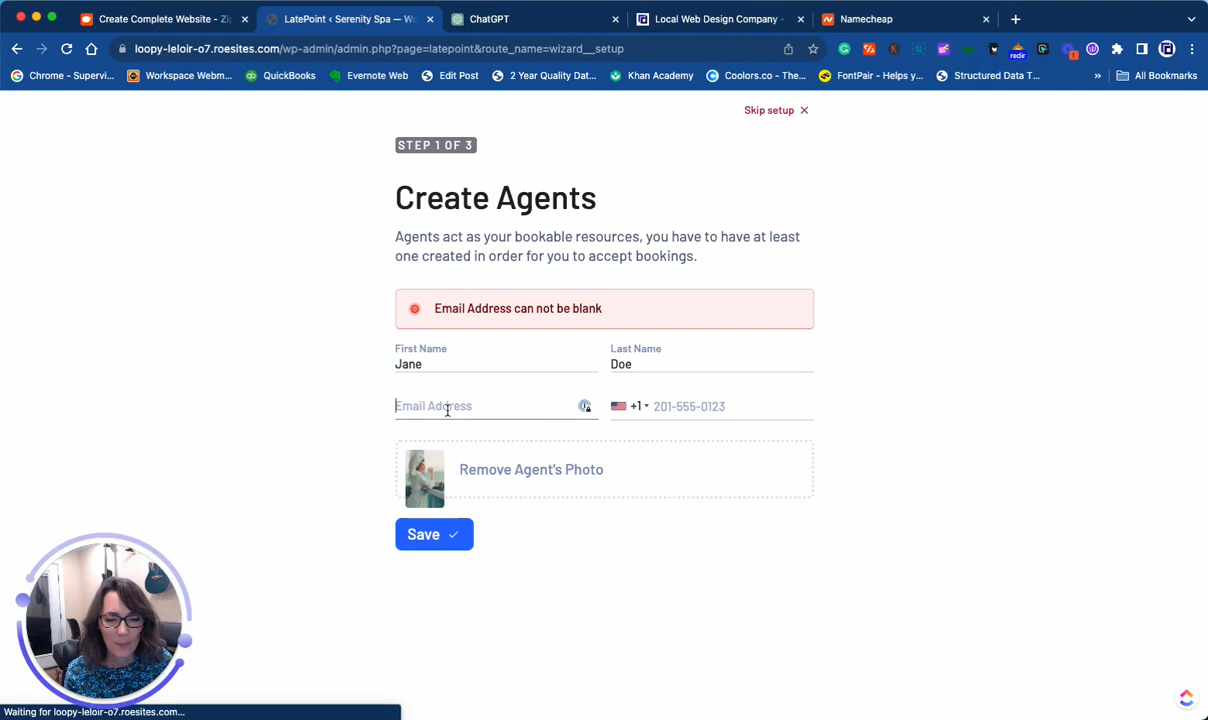 Create Complete Website - Zip
LatePoint ‹ Serenity Spa — Wo
ChatGPT
Local Web Design Company -
Namecheap
loopy-leloir-o7.roesites.com/wp-admin/admin.php?page=latepoint&route_name=wizard__setup
redir
1
Chrome - Supervi...
Workspace Webm...
QuickBooks
Evernote Web
Edit Post
2 Year Quality Dat...
Khan Academy
Coolors.co - The...
FontPair - Helps y...
Structured Data T...
»
All Bookmarks
Skip setup
STEP 1 OF 3
Create Agents
Agents act as your bookable resources, you have to have at least
one created in order for you to accept bookings.
Email Address can not be blank
First Name
Last Name
Jane
Doe
Email Address
+1
201-555-0123
Remove Agent's Photo
Save
Waiting for loopy-leloir-o7.roesites.com...